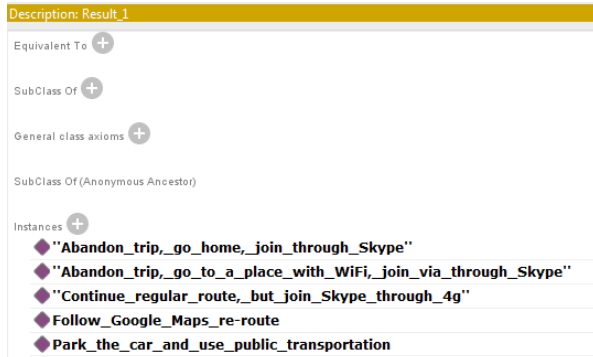 Description: Result_1
Equivalent To
SubClass Of
General class axioms
SubClass Of (Anonymous Ancestor)
Instances
"Abandon_trip,_go_home,_join_through_Skype"
"Abandon_trip,_go_to_a_place_with_WiFi,_join_via_through_Skype"
"Continue_regular_route,_but_join_Skype_through_4g"
Follow_Google_Maps_re-route
Park_the_car_and_use_public_transportation